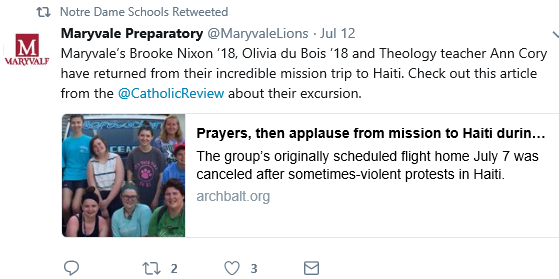 Notre Dame Schools Retweeted
Maryvale Preparatory @MaryvaleLions · Jul 12
M
MARYVALE
Maryvale’s Brooke Nixon ’18, Olivia du Bois ’18 and Theology teacher Ann Cory
have returned from their incredible mission trip to Haiti. Check out this article
from the @CatholicReview about their excursion.
Prayers, then applause from mission to Haiti durin…
The group’s originally scheduled flight home July 7 was
canceled after sometimes-violent protests in Haiti.
archbalt.org
2
3